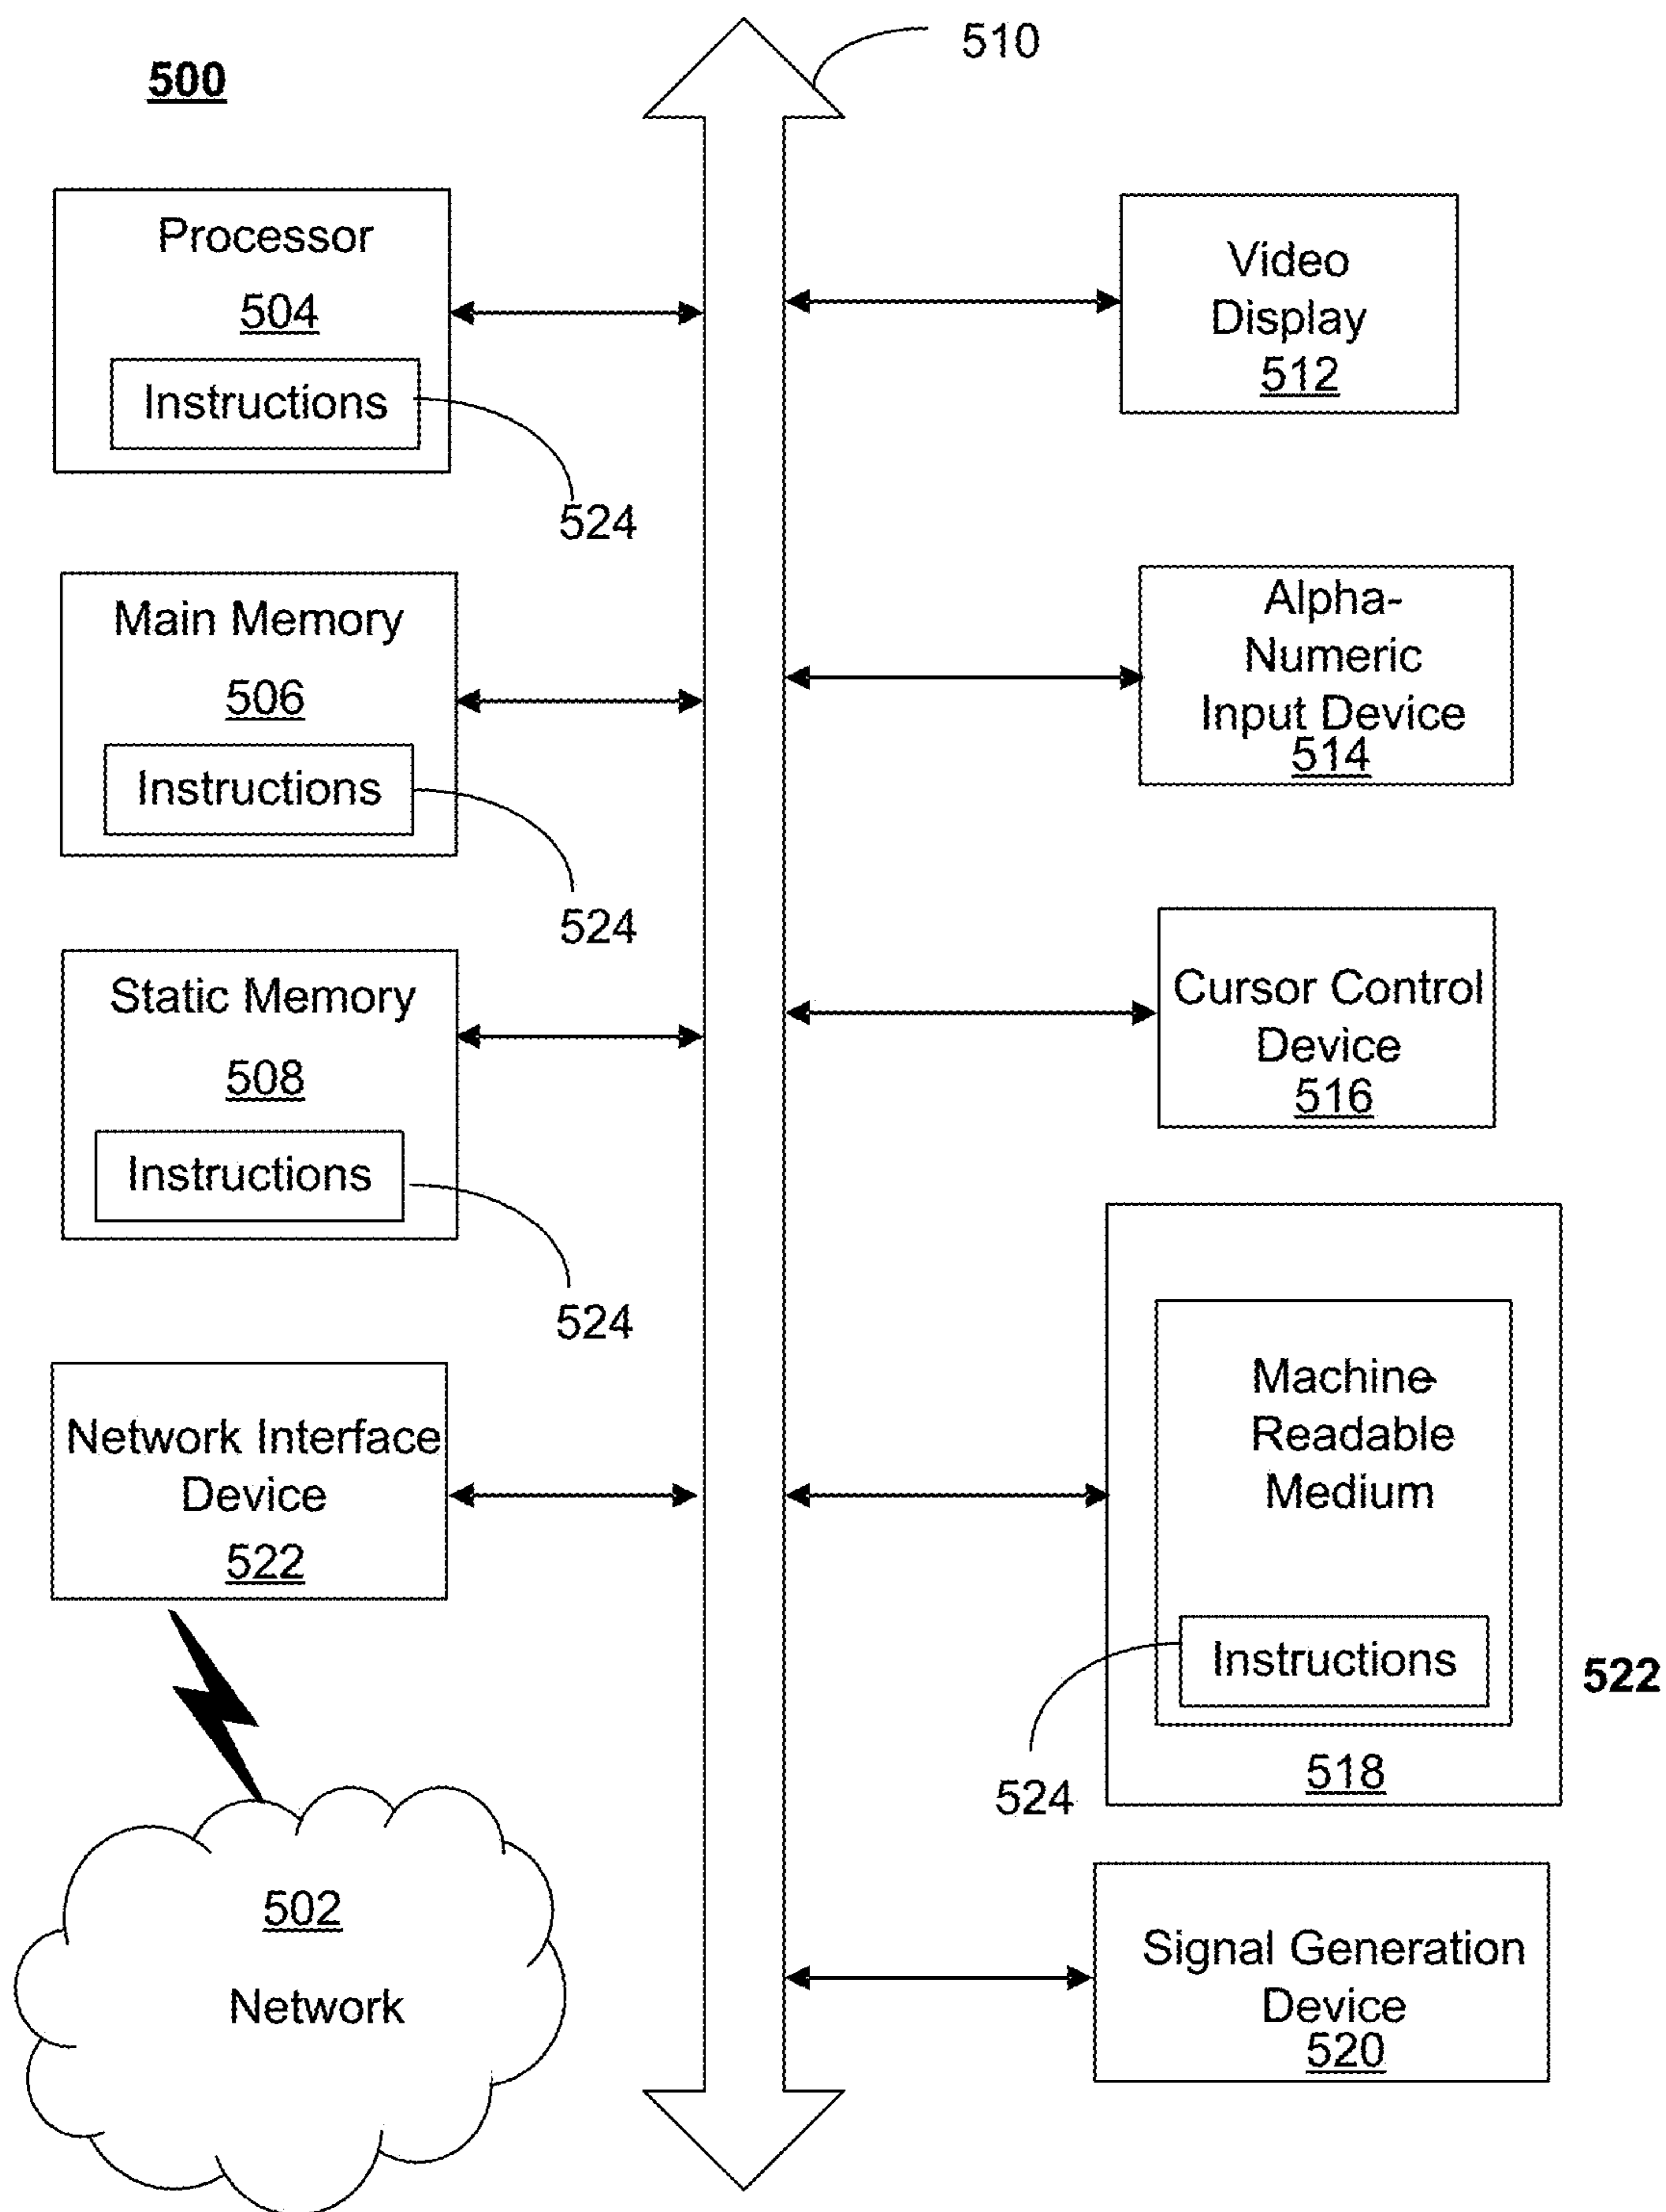 500
510
Processor
504
Instructions
524
Main Memory
506
Instructions
524
Static Memory
508
Instructions
524
Network Interface
Device
522
502
Network
Video
Display
512
Alpha-
Numeric
Input Device
514
Cursor Control
Device
516
Machine-
Readable
Medium
Instructions
522
524
518
Signal Generation
Device
520